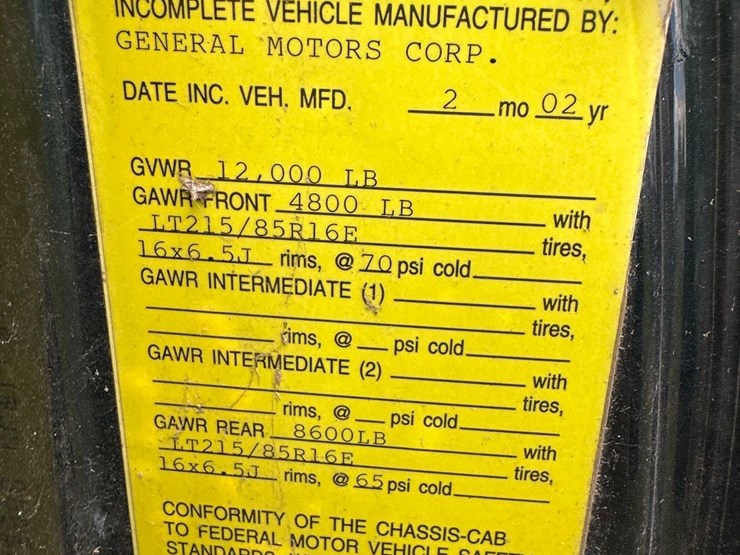 INCOMPLETE VEHICLE MANUFACTURED BY:
GENERAL MOTORS CORP.
DATE INC. VEH. MFD. 2 mo 02 yr
GVWR 12,000 LB
GAWR FRONT 4800 LB with
LT215/85R16E tires,
16x6.5J rims, @ 70 psi cold
GAWR INTERMEDIATE (1) with
tires,
rims, @ psi cold
GAWR INTERMEDIATE (2) with
tires,
rims, @ psi cold
GAWR REAR 8600LB with
LT215/85R16E tires,
16x6.5J rims, @ 65 psi cold
CONFORMITY OF THE CHASSIS-CAB
TO FEDERAL MOTOR VEHICLE